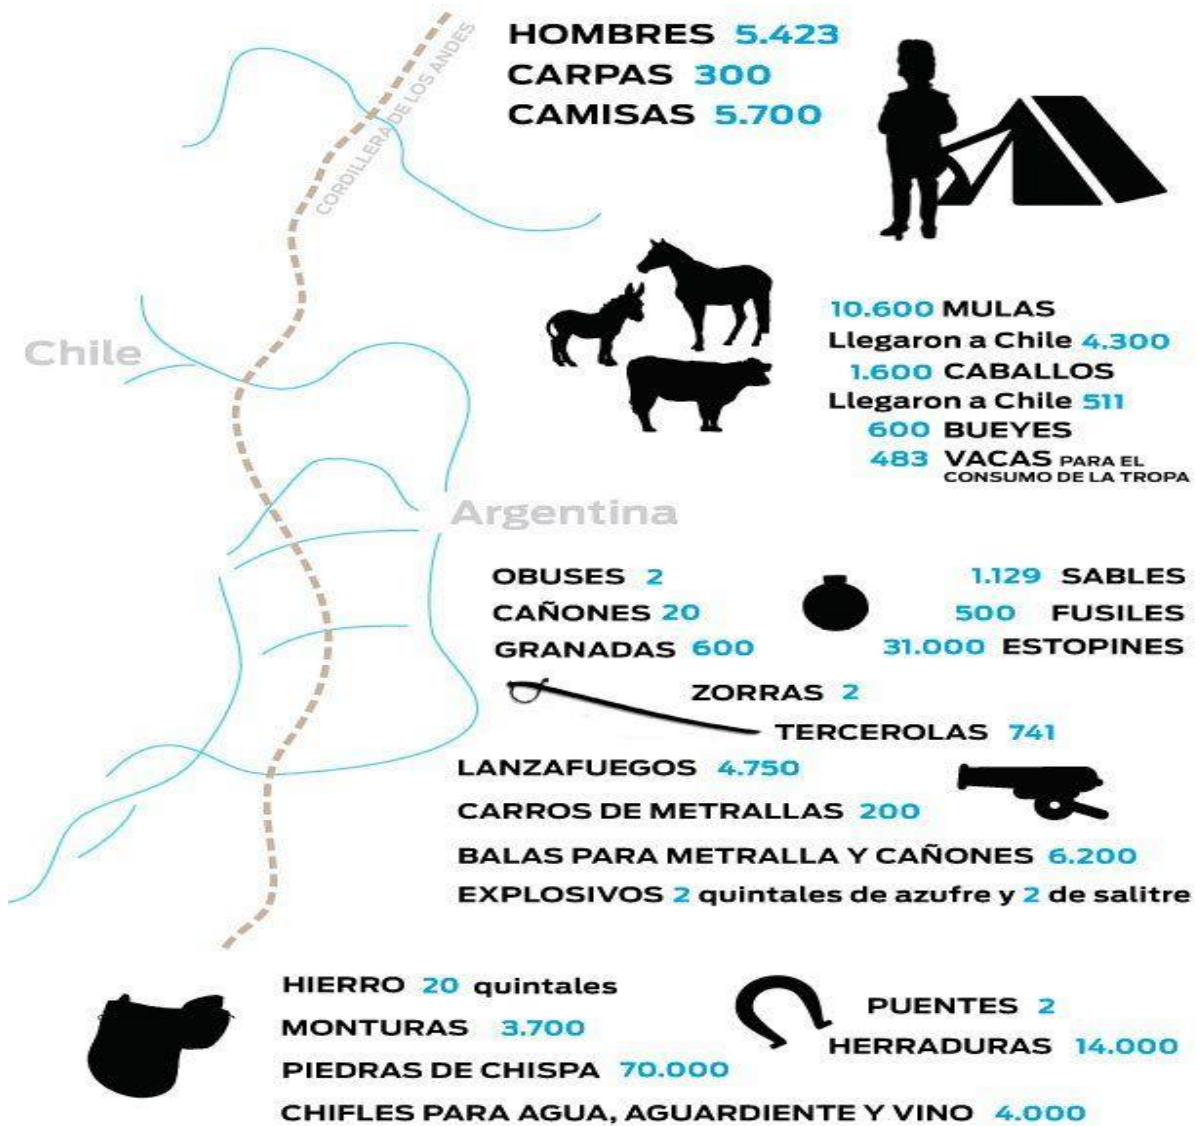 HOMBRES 5.423
CARPAS 300
CAMISAS 5.700
CORDILLERA DE LOS ANDES
10.600 MULAS
Llegaron a Chile 4.300
1.600 CABALLOS
Llegaron a Chile 511
600 BUEYES
483 VACAS PARA EL
CONSUMO DE LA TROPA
Chile
Argentina
OBUSES 2
CAÑONES 20
GRANADAS 600
1.129 SABLES
500 FUSILES
31.000 ESTOPINES
ZORRAS 2
TERCEROLAS 741
LANZAFUEGOS 4.750
CARROS DE METRALLAS 200
BALAS PARA METRALLA Y CAÑONES 6.200
EXPLOSIVOS 2 quintales de azufre y 2 de salitre
HIERRO 20 quintales
MONTURAS 3.700
PIEDRAS DE CHISPA 70.000
PUENTES 2
HERRADURAS 14.000
CHIFLES PARA AGUA, AGUARDIENTE Y VINO 4.000